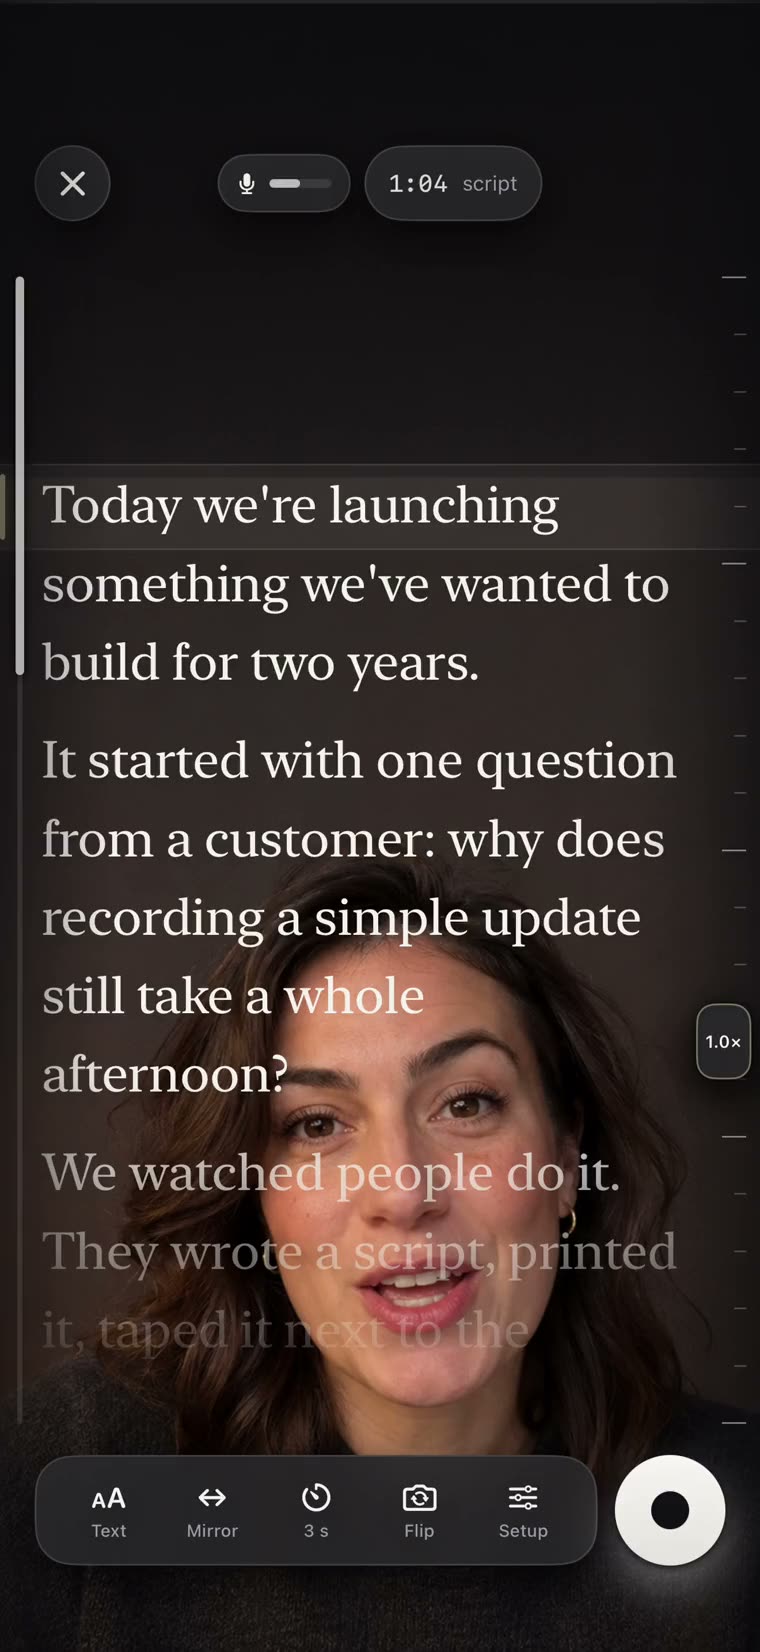 1:04 script
Today we're launching
something we've wanted to
build for two years.
It started with one question
from a customer: why does
recording a simple update
still take a whole
afternoon?
1.0×
We watched people do it.
They wrote a script, printed
it, taped it next to the
AA
Text
Mirror
3 s
Flip
Setup